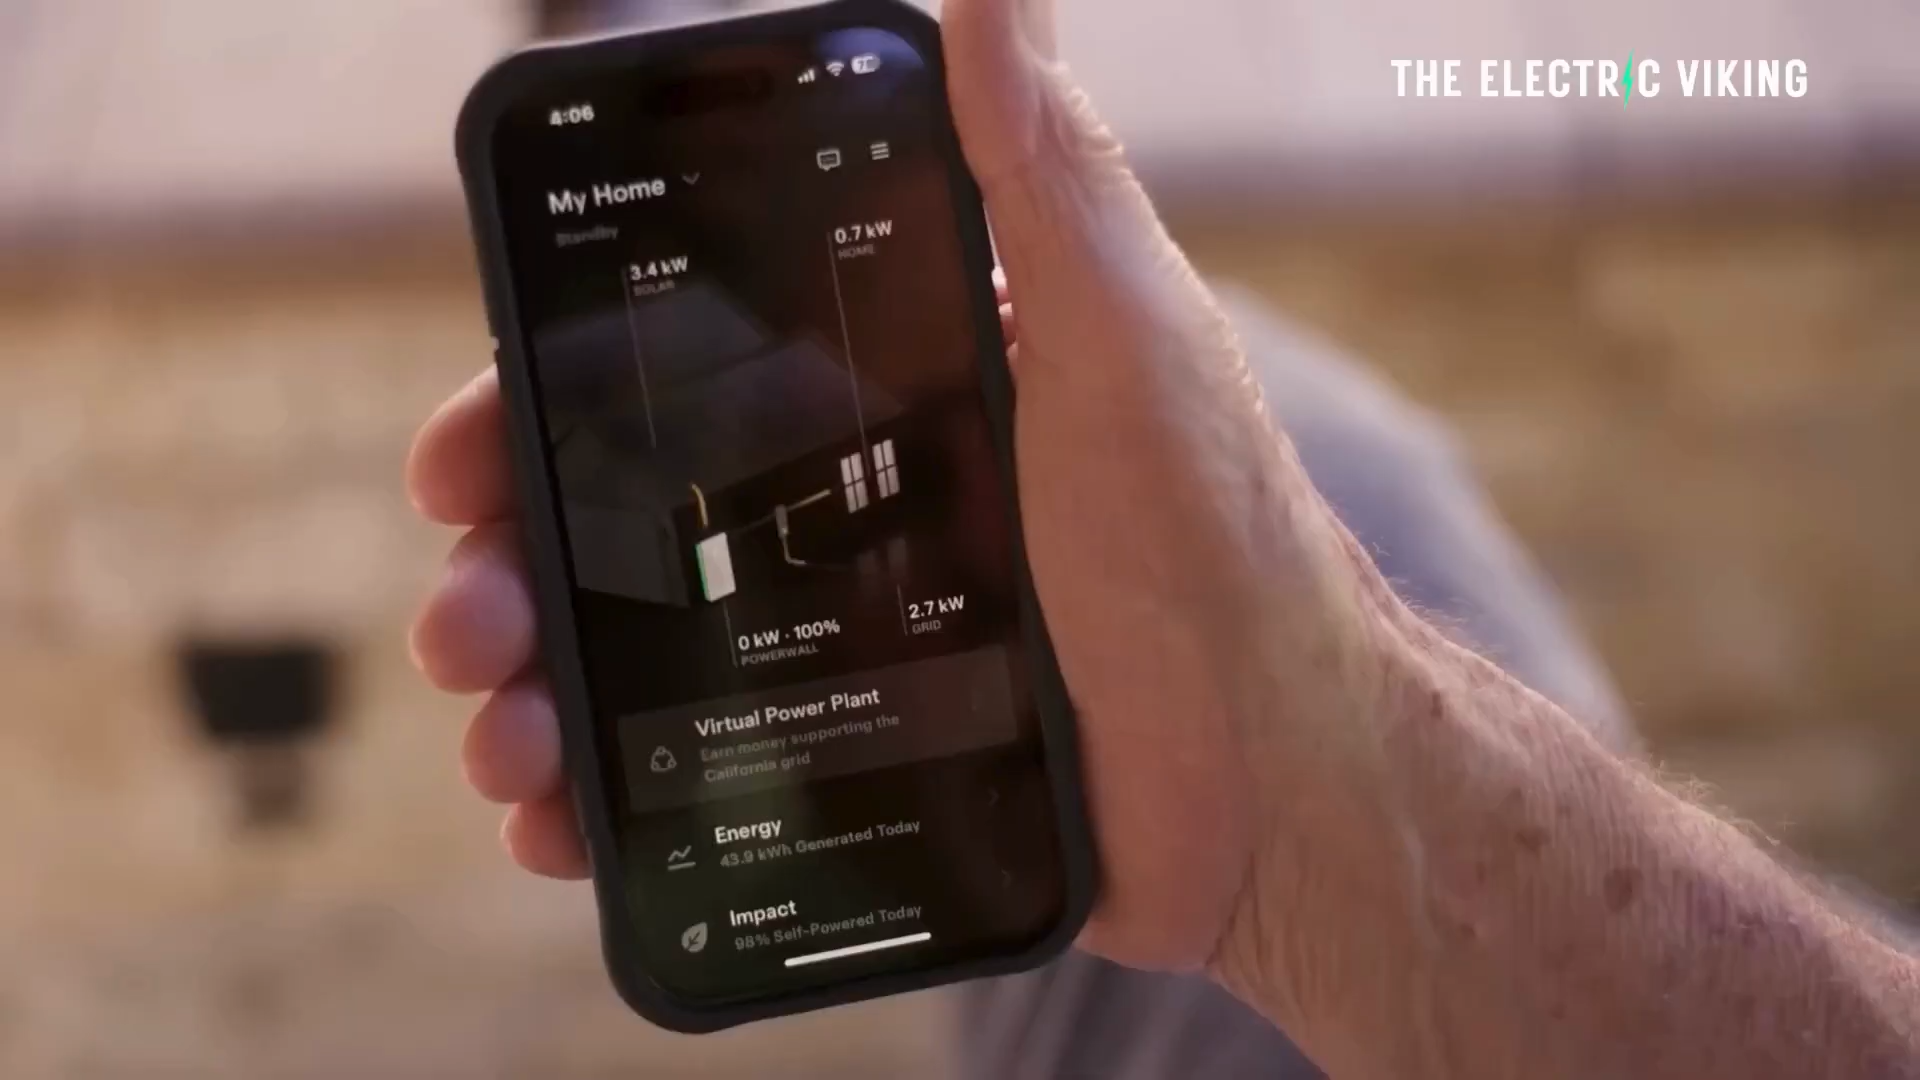 THE ELECTRIC VIKING
4:06
My Home
Standby
3.4 kW
SOLAR
0.7 kW
HOME
0 kW · 100%
POWERWALL
2.7 kW
GRID
Virtual Power Plant
Earn money supporting the
California grid
Energy
43.9 kWh Generated Today
Impact
98% Self-Powered Today